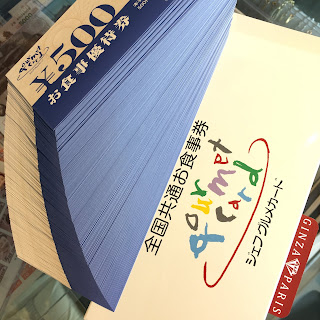 ¥500
お食事優待券
全国共通お食事券
gourmet
card
ジェフグルメカード
GINZA PARIS